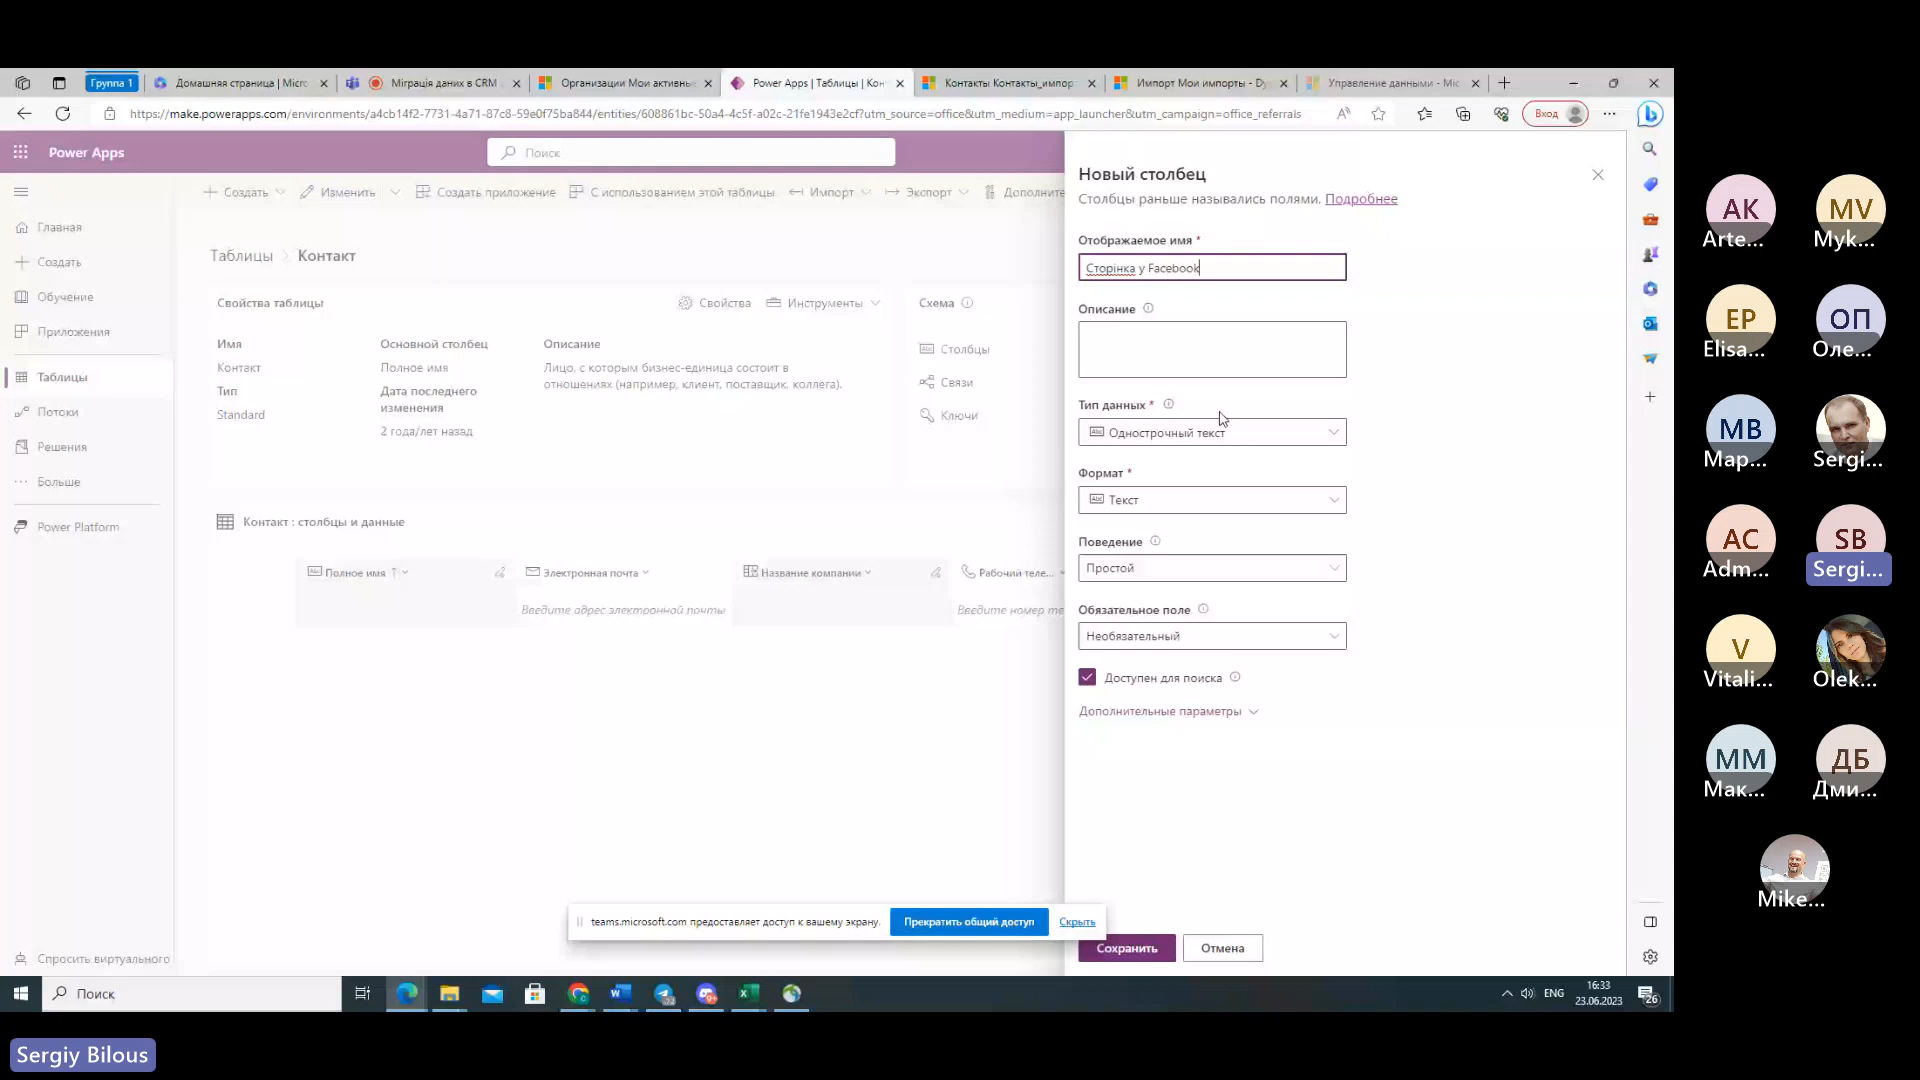 Группа 1
Домашняя страница | Micro
Міграція даних в CRM
Организации Мои активны
Power Apps | Таблицы | Кон
Контакты Контакты_импор
Импорт Мои импорты - Dy
Управление данными - Mic
https://make.powerapps.com/environments/a4cb14f2-7731-4a71-87c8-59e0f75ba844/entities/608861bc-50a4-4c5f-a02c-21fe1943e2cf?utm_source=office&utm_medium=app_launcher&utm_campaign=office_referrals
Вход
Power Apps
Поиск
Создать
Изменить
Создать приложение
С использованием этой таблицы
Импорт
Экспорт
Дополните
Главная
Создать
Обучение
Приложения
Таблицы
Потоки
Решения
Больше
Power Platform
Спросить виртуального
Таблицы > Контакт
Свойства таблицы
Свойства
Инструменты
Имя
Контакт
Тип
Standard
Основной столбец
Полное имя
Дата последнего
изменения
2 года/лет назад
Описание
Лицо, с которым бизнес-единица состоит в
отношениях (например, клиент, поставщик, коллега).
Схема
Столбцы
Связи
Ключи
Контакт : столбцы и данные
Полное имя ↑
Электронная почта
Название компании
Рабочий теле...
Введите адрес электронной почты
Введите номер те
Новый столбец
Столбцы раньше назывались полями. Подробнее
Отображаемое имя *
Сторінка у Facebook
Описание
Тип данных *
Abc Однострочный текст
Формат *
Abc Текст
Поведение
Простой
Обязательное поле
Необязательный
Доступен для поиска
Дополнительные параметры
teams.microsoft.com предоставляет доступ к вашему экрану.
Прекратить общий доступ
Скрыть
Сохранить
Отмена
Поиск
ENG
16:33
23.06.2023
26
AK
Arte...
MV
Myk...
EP
Elisa...
ОП
Оле...
МВ
Мар...
Sergi...
AC
Adm...
SB
Sergi...
V
Vitali...
Olek...
ММ
Мак...
ДБ
Дми...
Mike...
Sergiy Bilous